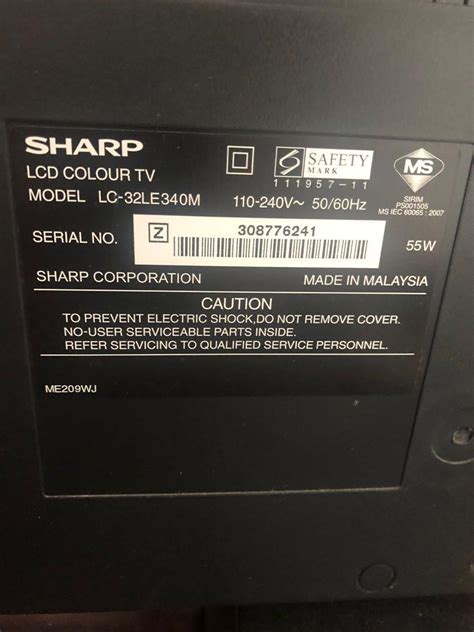 SHARP
LCD COLOUR TV
MODEL LC-32LE340M 110-240V~ 50/60Hz
S SAFETY
MARK
111957-11
MS
SIRIM
PS001505
MS IEC 60065 : 2007
SERIAL NO. Z 308776241
55W
SHARP CORPORATION MADE IN MALAYSIA
CAUTION
TO PREVENT ELECTRIC SHOCK,DO NOT REMOVE COVER.
NO-USER SERVICEABLE PARTS INSIDE.
REFER SERVICING TO QUALIFIED SERVICE PERSONNEL.
ME209WJ